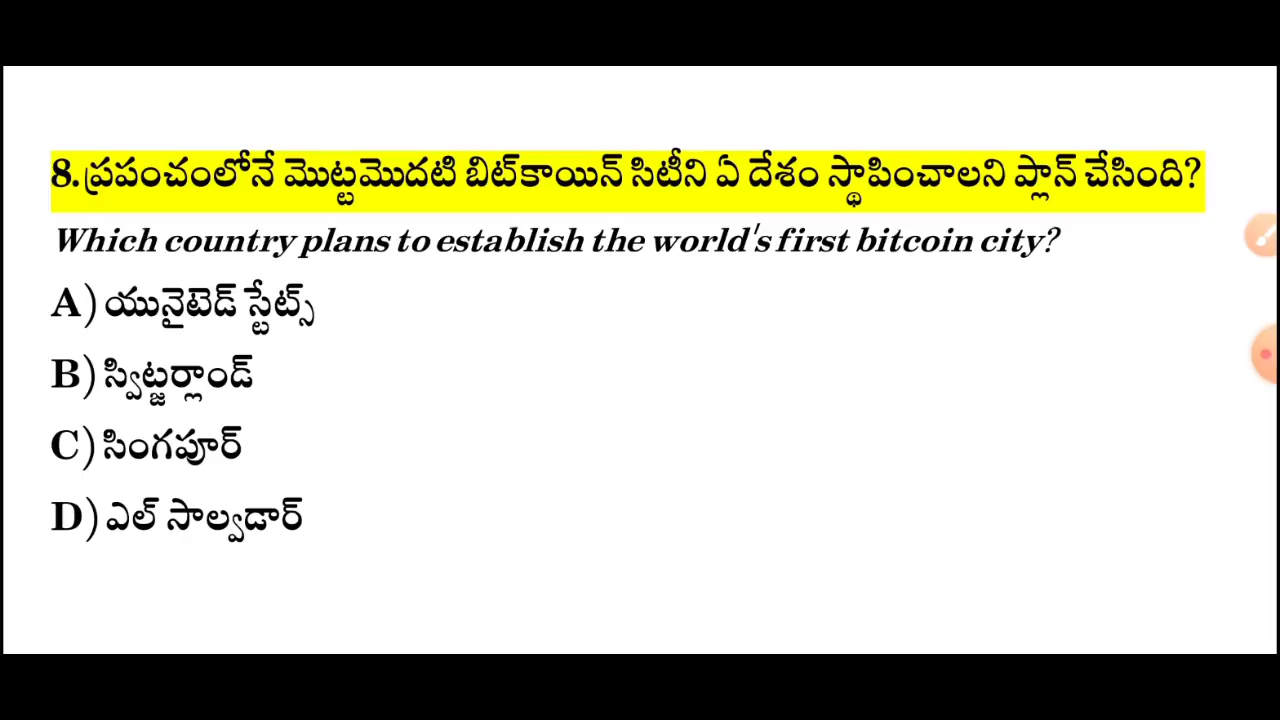 8.ప్రపంచంలోనే మొట్టమొదటి బిట్‌కాయిన్ సిటీని ఏ దేశం స్థాపించాలని ప్లాన్ చేసింది?
Which country plans to establish the world's first bitcoin city?
A) యునైటెడ్ స్టేట్స్
B) స్విట్జర్లాండ్
C) సింగపూర్
D) ఎల్ సాల్వడార్